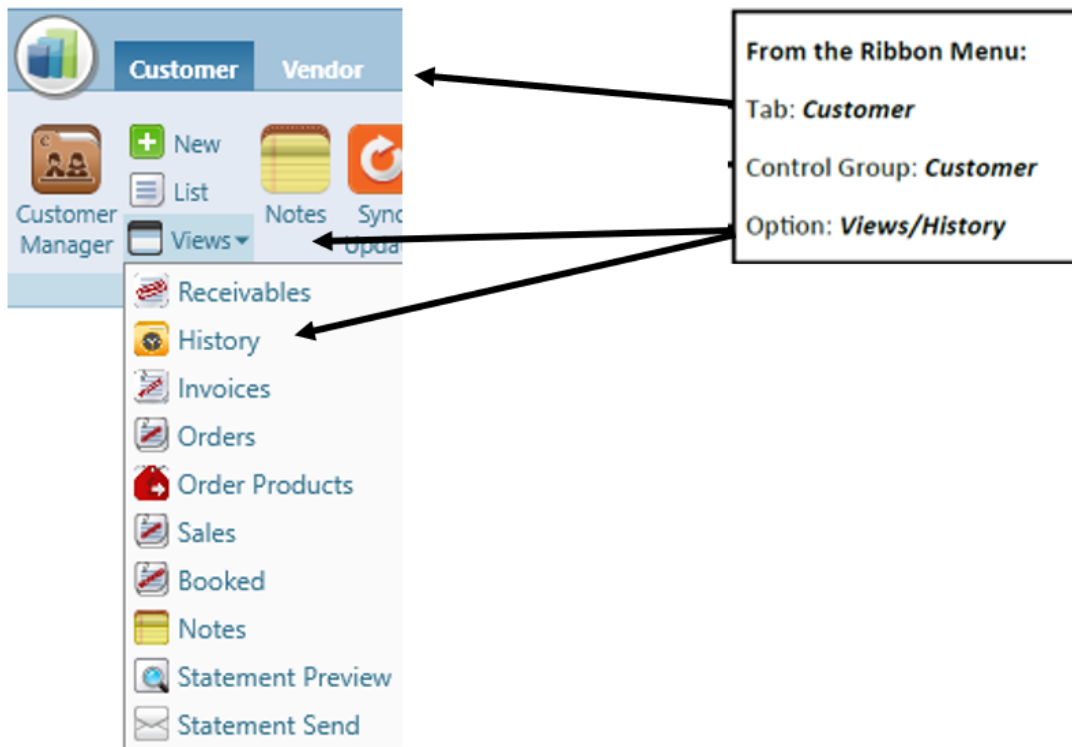 Customer Vendor
New
List
Views
Customer
Manager
Notes
Receivables
History
Invoices
Orders
Order Products
Sales
Booked
Notes
Statement Preview
Statement Send
From the Ribbon Menu:
Tab: Customer
Control Group: Customer
Option: Views/History